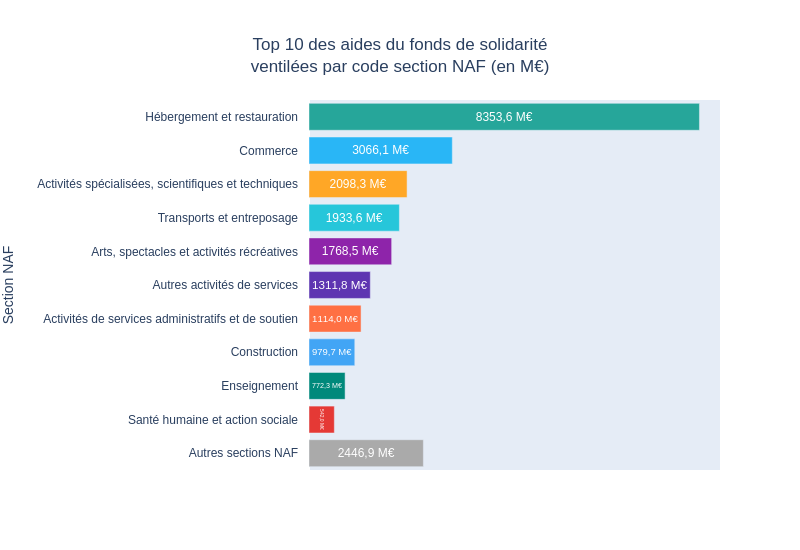 Top 10 des aides du fonds de solidarité
ventilées par code section NAF (en M€)
Section NAF
Hébergement et restauration 8353,6 M€
Commerce 3066,1 M€
Activités spécialisées, scientifiques et techniques 2098,3 M€
Transports et entreposage 1933,6 M€
Arts, spectacles et activités récréatives 1768,5 M€
Autres activités de services 1311,8 M€
Activités de services administratifs et de soutien 1114,0 M€
Construction 979,7 M€
Enseignement 772,3 M€
Santé humaine et action sociale
Autres sections NAF 2446,9 M€